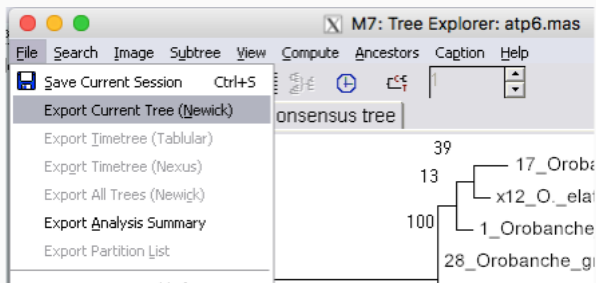 M7: Tree Explorer: atp6.mas
File Search Image Subtree View Compute Ancestors Caption Help
Save Current Session Ctrl+S
1
Export Current Tree (Newick)
onsensus tree
Export Timetree (Tablular)
Export Timetree (Nexus)
Export All Trees (Newick)
Export Analysis Summary
Export Partition List
39
17_Oroba
13
x12_O._elat
100
1_Orobanche
28_Orobanche_g